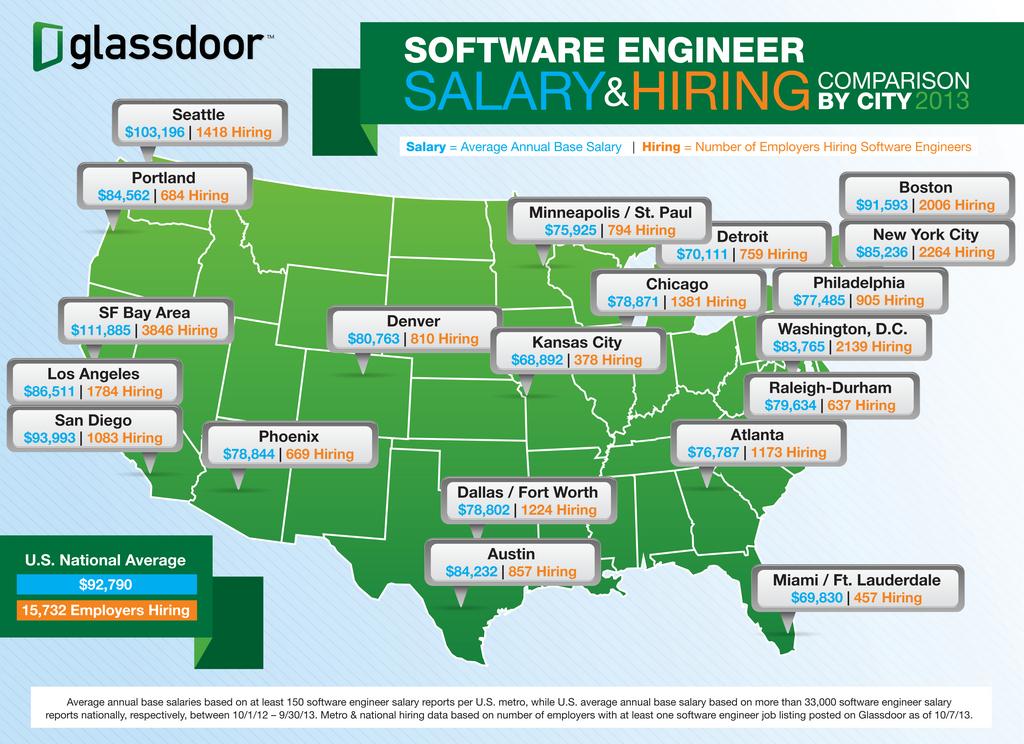 glassdoor™
SOFTWARE ENGINEER
SALARY & HIRING COMPARISON BY CITY 2013
Salary = Average Annual Base Salary | Hiring = Number of Employers Hiring Software Engineers
Seattle
$103,196 | 1418 Hiring
Portland
$84,562 | 684 Hiring
Minneapolis / St. Paul
$75,925 | 794 Hiring
Detroit
$70,111 | 759 Hiring
Boston
$91,593 | 2006 Hiring
New York City
$85,236 | 2264 Hiring
Chicago
$78,871 | 1381 Hiring
Philadelphia
$77,485 | 905 Hiring
SF Bay Area
$111,885 | 3846 Hiring
Denver
$80,763 | 810 Hiring
Kansas City
$68,892 | 378 Hiring
Washington, D.C.
$83,765 | 2139 Hiring
Los Angeles
$86,511 | 1784 Hiring
Raleigh-Durham
$79,634 | 637 Hiring
San Diego
$93,993 | 1083 Hiring
Phoenix
$78,844 | 669 Hiring
Atlanta
$76,787 | 1173 Hiring
Dallas / Fort Worth
$78,802 | 1224 Hiring
Austin
$84,232 | 857 Hiring
Miami / Ft. Lauderdale
$69,830 | 457 Hiring
U.S. National Average
$92,790
15,732 Employers Hiring
Average annual base salaries based on at least 150 software engineer salary reports per U.S. metro, while U.S. average annual base salary based on more than 33,000 software engineer salary
reports nationally, respectively, between 10/1/12 – 9/30/13. Metro & national hiring data based on number of employers with at least one software engineer job listing posted on Glassdoor as of 10/7/13.